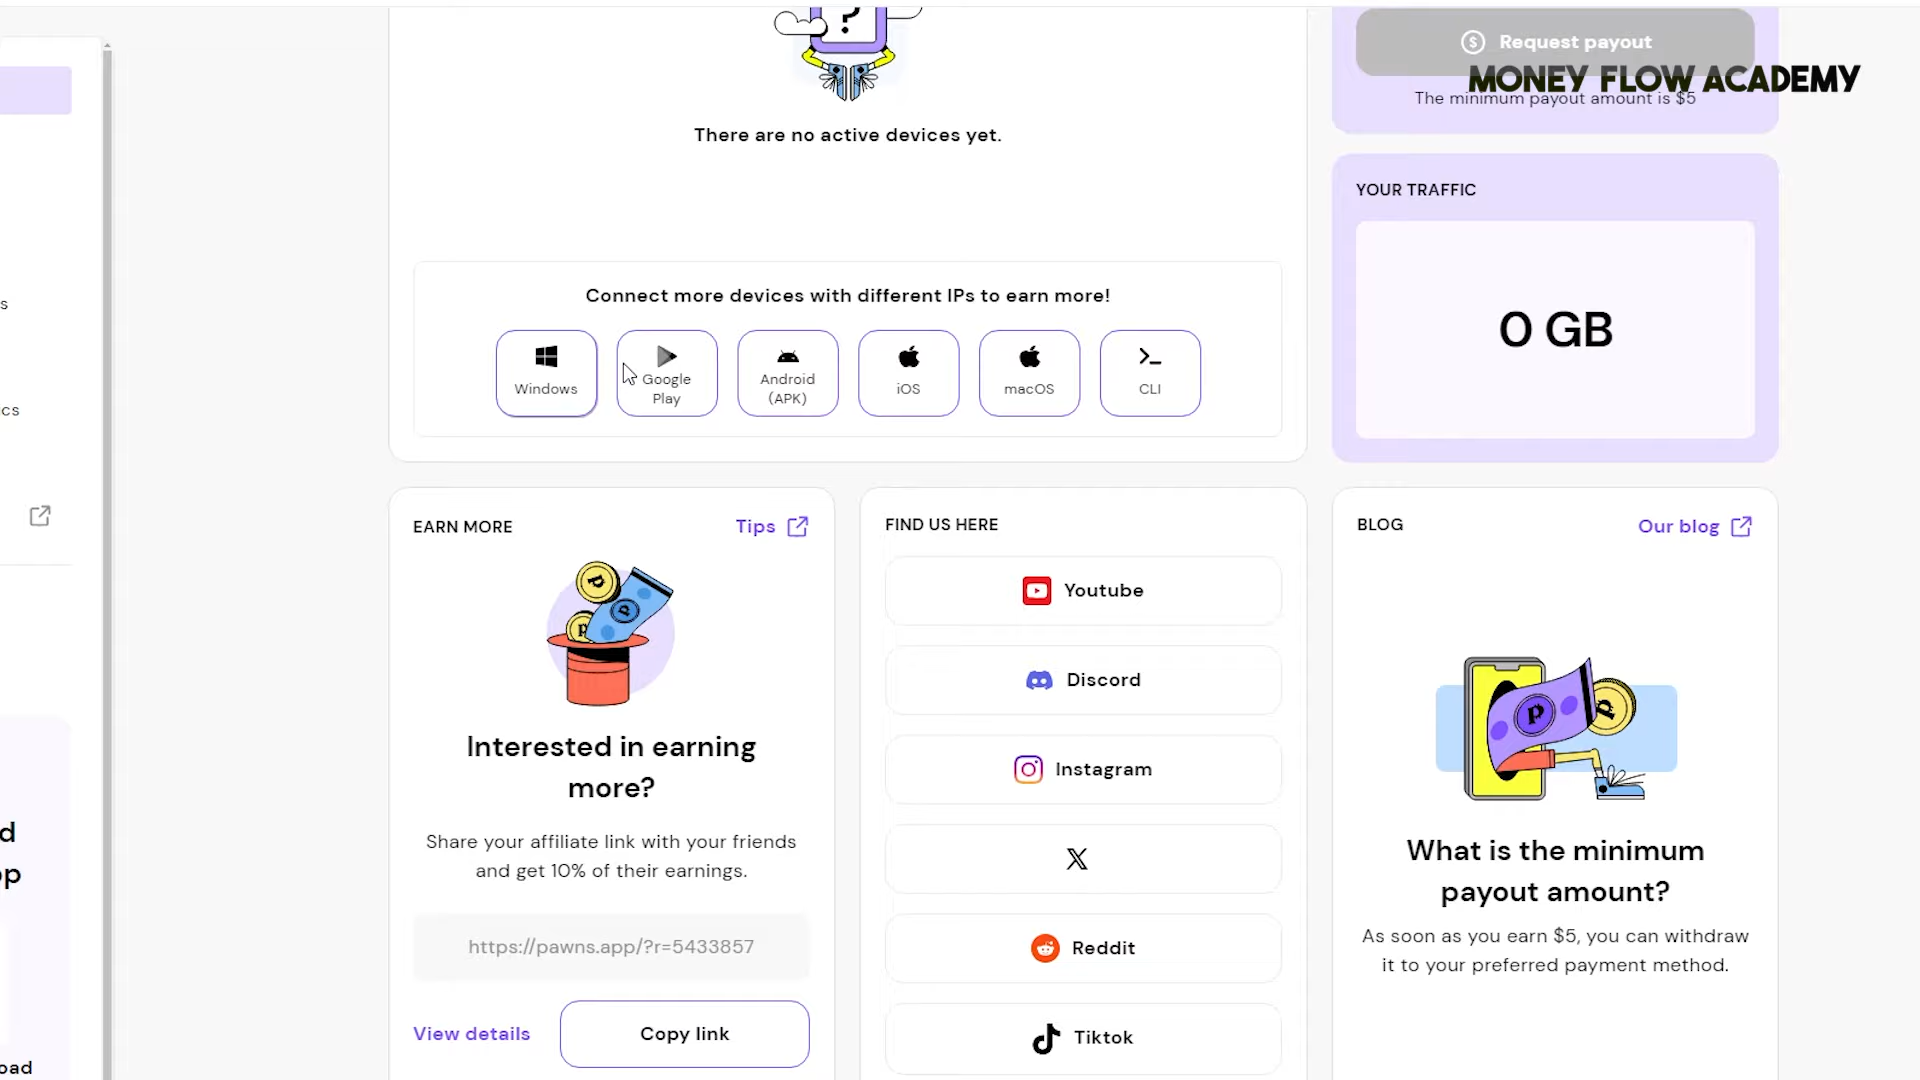 ?
Request payout
MONEY FLOW ACADEMY
The minimum payout amount is $5
There are no active devices yet.
YOUR TRAFFIC
0 GB
Connect more devices with different IPs to earn more!
Windows
Google
Play
Android
(APK)
iOS
macOS
CLI
s
cs
EARN MORE
Tips
Interested in earning
more?
Share your affiliate link with your friends
and get 10% of their earnings.
https://pawns.app/?r=5433857
View details
Copy link
FIND US HERE
Youtube
Discord
Instagram
X
Reddit
Tiktok
BLOG
Our blog
What is the minimum
payout amount?
As soon as you earn $5, you can withdraw
it to your preferred payment method.
d
op
oad